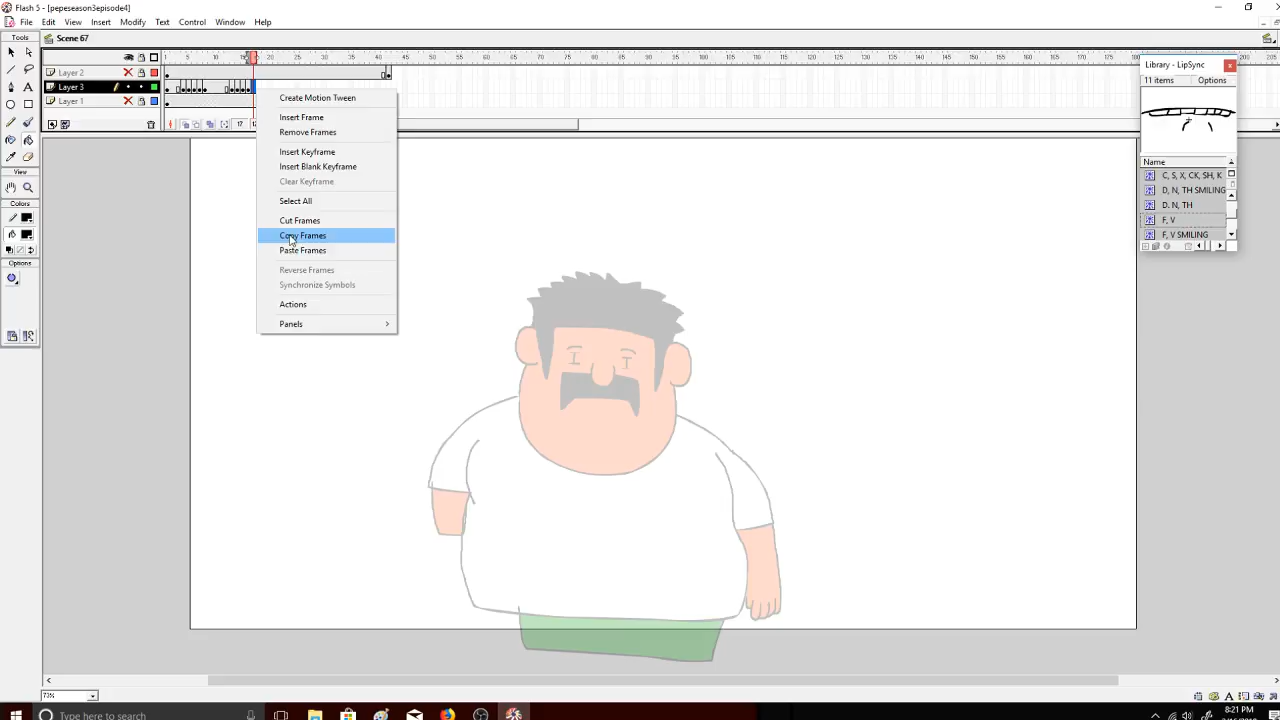 Flash 5 - [pepeseason3episode4]
File Edit View Insert Modify Text Control Window Help
Tools
Scene 67
Layer 2
Layer 3
Layer 1
View
Colors
Options
Create Motion Tween
Insert Frame
Remove Frames
Insert Keyframe
Insert Blank Keyframe
Clear Keyframe
Select All
Cut Frames
Copy Frames
Paste Frames
Reverse Frames
Synchronize Symbols
Actions
Panels
Library - LipSync
11 items Options
Name
C, S, X, CK, SH, K
D, N, TH SMILING
D. N, TH
F, V
F, V SMILING
73%
Type here to search
8:21 PM